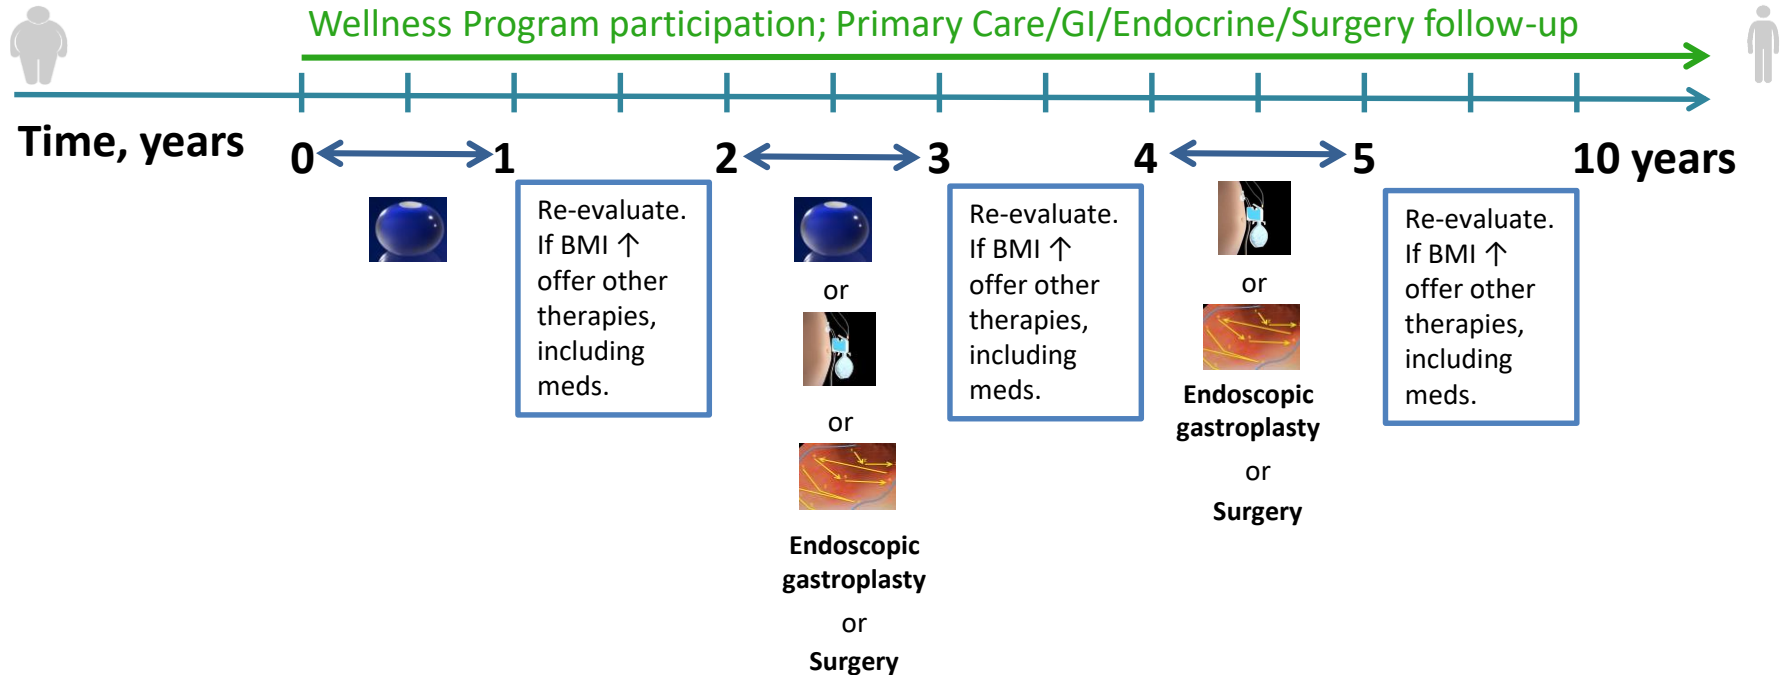 Wellness Program participation; Primary Care/GI/Endocrine/Surgery follow-up
Time, years
0
1
2
3
4
5
10 years
Re-evaluate.
If BMI ↑
offer other
therapies,
including
meds.
or
or
Endoscopic
gastroplasty
or
Surgery
Re-evaluate.
If BMI ↑
offer other
therapies,
including
meds.
or
Endoscopic
gastroplasty
or
Surgery
Re-evaluate.
If BMI ↑
offer other
therapies,
including
meds.